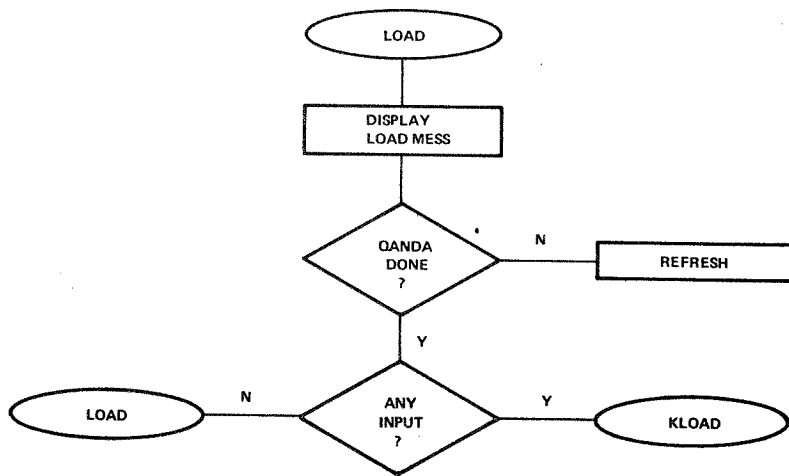 LOAD
DISPLAY
LOAD MESS
QANDA
DONE
?
N
REFRESH
Y
LOAD
N
ANY
INPUT
?
Y
KLOAD